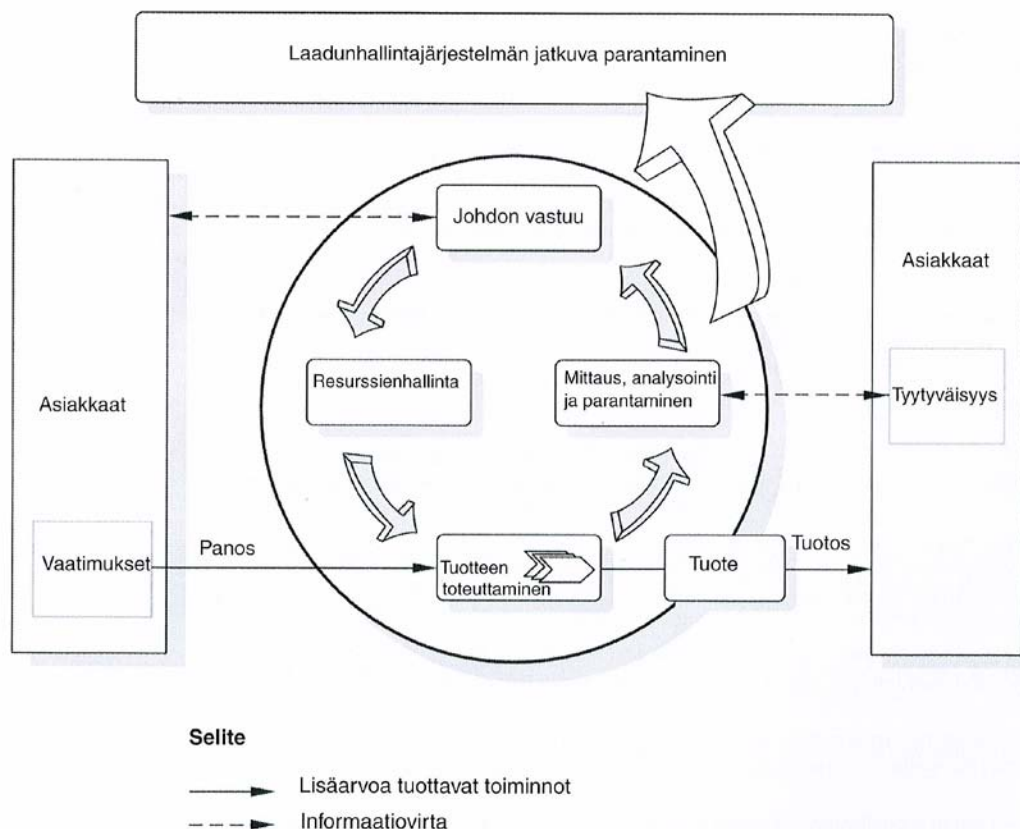 Laadunhallintajärjestelmän jatkuva parantaminen
Johdon vastuu
Asiakkaat
Resurssienhallinta
Mittaus, analysointi
ja parantaminen
Tyytyväisyys
Asiakkaat
Vaatimukset
Panos
Tuotteen
toteuttaminen
Tuote
Tuotos
Selite
Lisäarvoa tuottavat toiminnot
Informaatiovirta